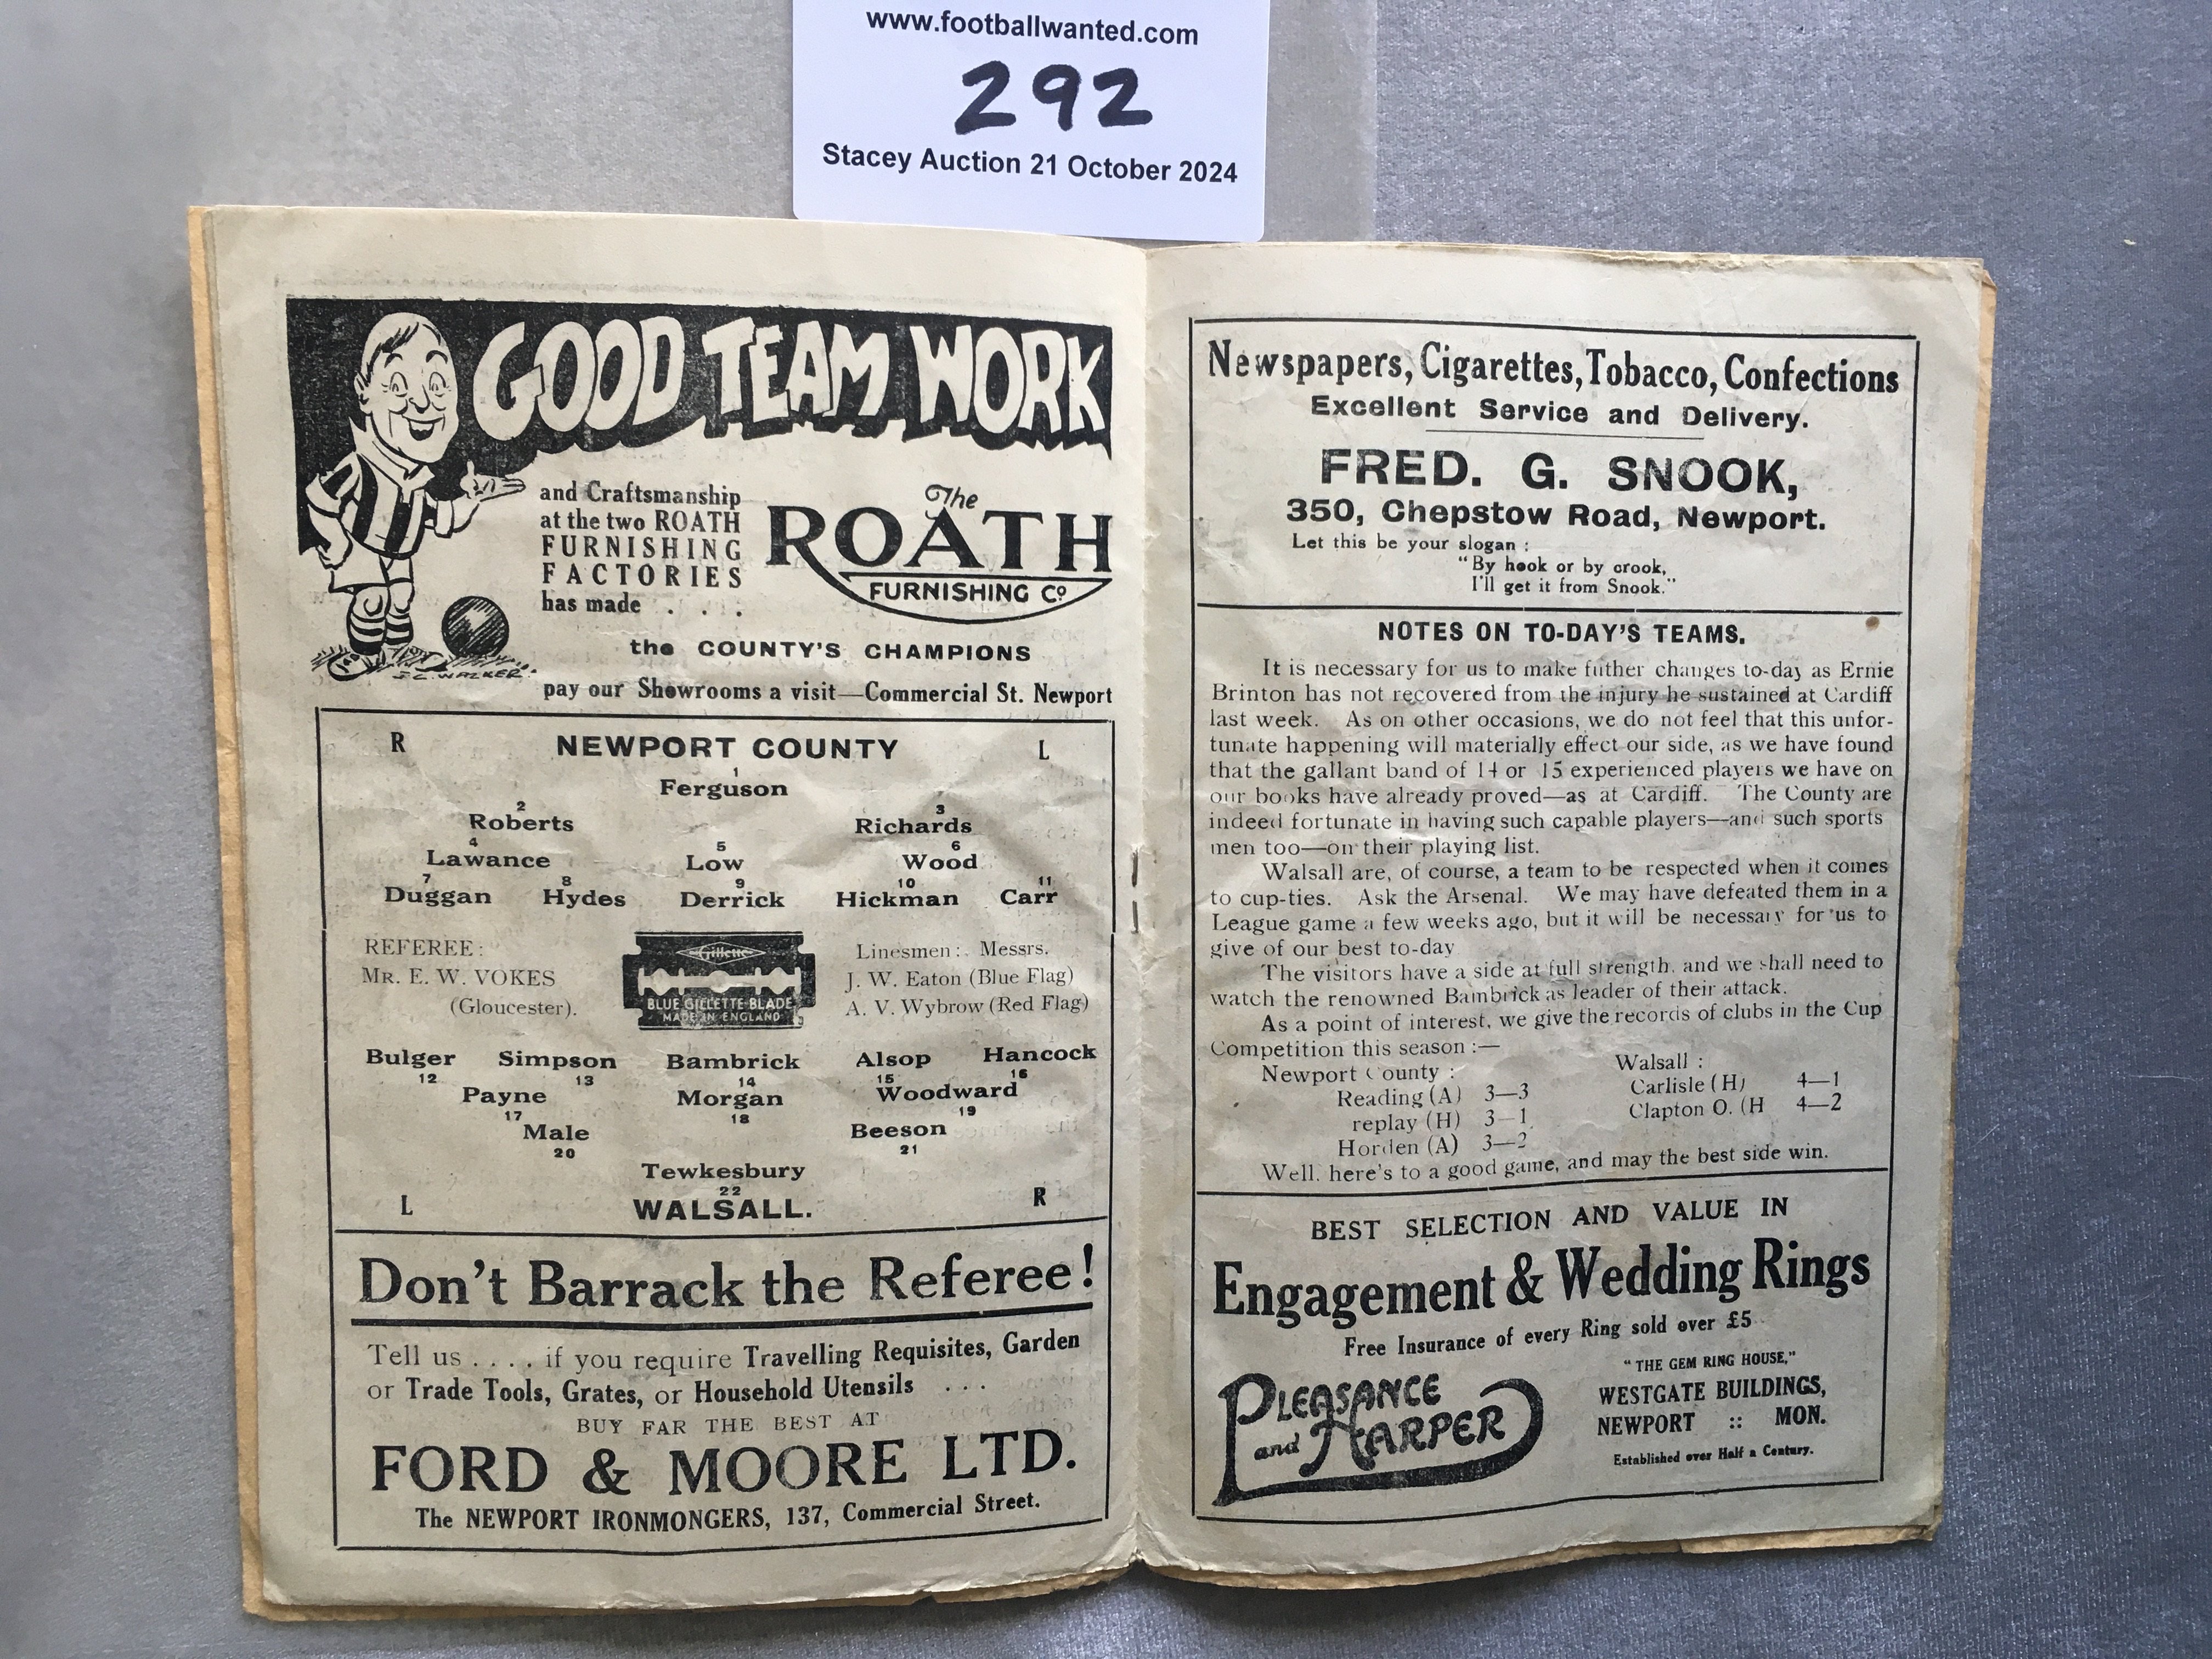 www.footballwanted.com
292
Stacey Auction 21 October 2024
GOOD TEAM WORK
and Craftsmanship
at the two ROATH
FURNISHING
FACTORIES
has made . . .
The
ROATH
FURNISHING Co
J.C. WALKER.
the COUNTY'S CHAMPIONS
pay our Showrooms a visit—Commercial St. Newport
R NEWPORT COUNTY L
1
Ferguson
2 3
Roberts Richards
4 5 6
Lawance Low Wood
7 8 9 10 11
Duggan Hydes Derrick Hickman Carr
REFEREE:
MR. E. W. VOKES
(Gloucester).
Gillette
BLUE GILLETTE BLADE
MADE IN ENGLAND
Linesmen: Messrs.
J. W. Eaton (Blue Flag)
A. V. Wybrow (Red Flag)
Bulger Simpson Bambrick Alsop Hancock
12 13 14 15 16
Payne Morgan Woodward
17 18 19
Male Beeson
20 21
Tewkesbury
22
L WALSALL. R
Don't Barrack the Referee!
Tell us . . . . if you require Travelling Requisites, Garden
or Trade Tools, Grates, or Household Utensils . . .
BUY FAR THE BEST AT
FORD & MOORE LTD.
The NEWPORT IRONMONGERS, 137, Commercial Street.
Newspapers, Cigarettes, Tobacco, Confections
Excellent Service and Delivery.
FRED. G. SNOOK,
350, Chepstow Road, Newport.
Let this be your slogan :
"By hook or by crook,
I'll get it from Snook."
NOTES ON TO-DAY'S TEAMS.
It is necessary for us to make futher changes to-day as Ernie
Brinton has not recovered from the injury he sustained at Cardiff
last week. As on other occasions, we do not feel that this unfor-
tunate happening will materially effect our side, as we have found
that the gallant band of 14 or 15 experienced players we have on
our books have already proved—as at Cardiff. The County are
indeed fortunate in having such capable players—and such sports
men too—on their playing list.
Walsall are, of course, a team to be respected when it comes
to cup-ties. Ask the Arsenal. We may have defeated them in a
League game a few weeks ago, but it will be necessary for us to
give of our best to-day
The visitors have a side at full strength, and we shall need to
watch the renowned Bambrick as leader of their attack.
As a point of interest, we give the records of clubs in the Cup
Competition this season :—
Newport County :
Reading (A) 3—3
replay (H) 3—1
Horden (A) 3—2
Walsall :
Carlisle (H) 4—1
Clapton O. (H 4—2
Well, here's to a good game, and may the best side win.
BEST SELECTION AND VALUE IN
Engagement & Wedding Rings
Free Insurance of every Ring sold over £5
PLEASANCE
and HARPER
"THE GEM RING HOUSE,"
WESTGATE BUILDINGS,
NEWPORT :: MON.
Established over Half a Century.